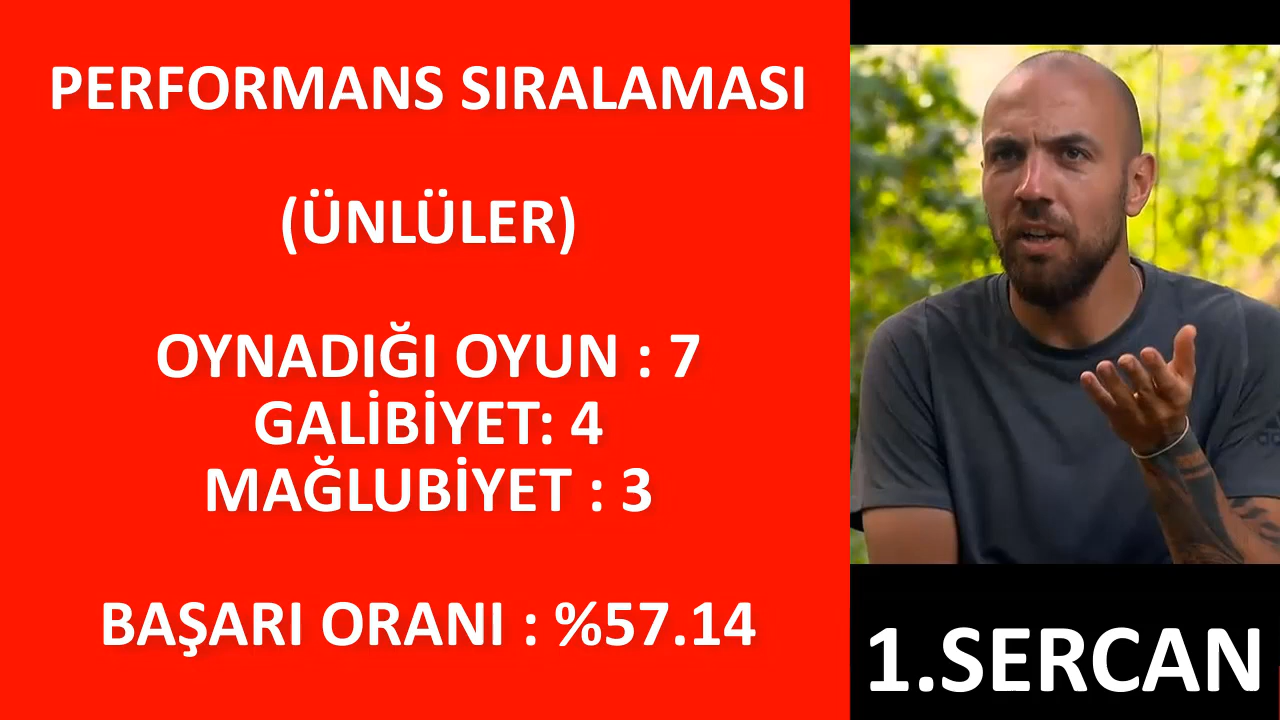 PERFORMANS SIRALAMASI
(ÜNLÜLER)
OYNADIĞI OYUN : 7
GALİBİYET: 4
MAĞLUBİYET : 3
BAŞARI ORANI : %57.14
1.SERCAN